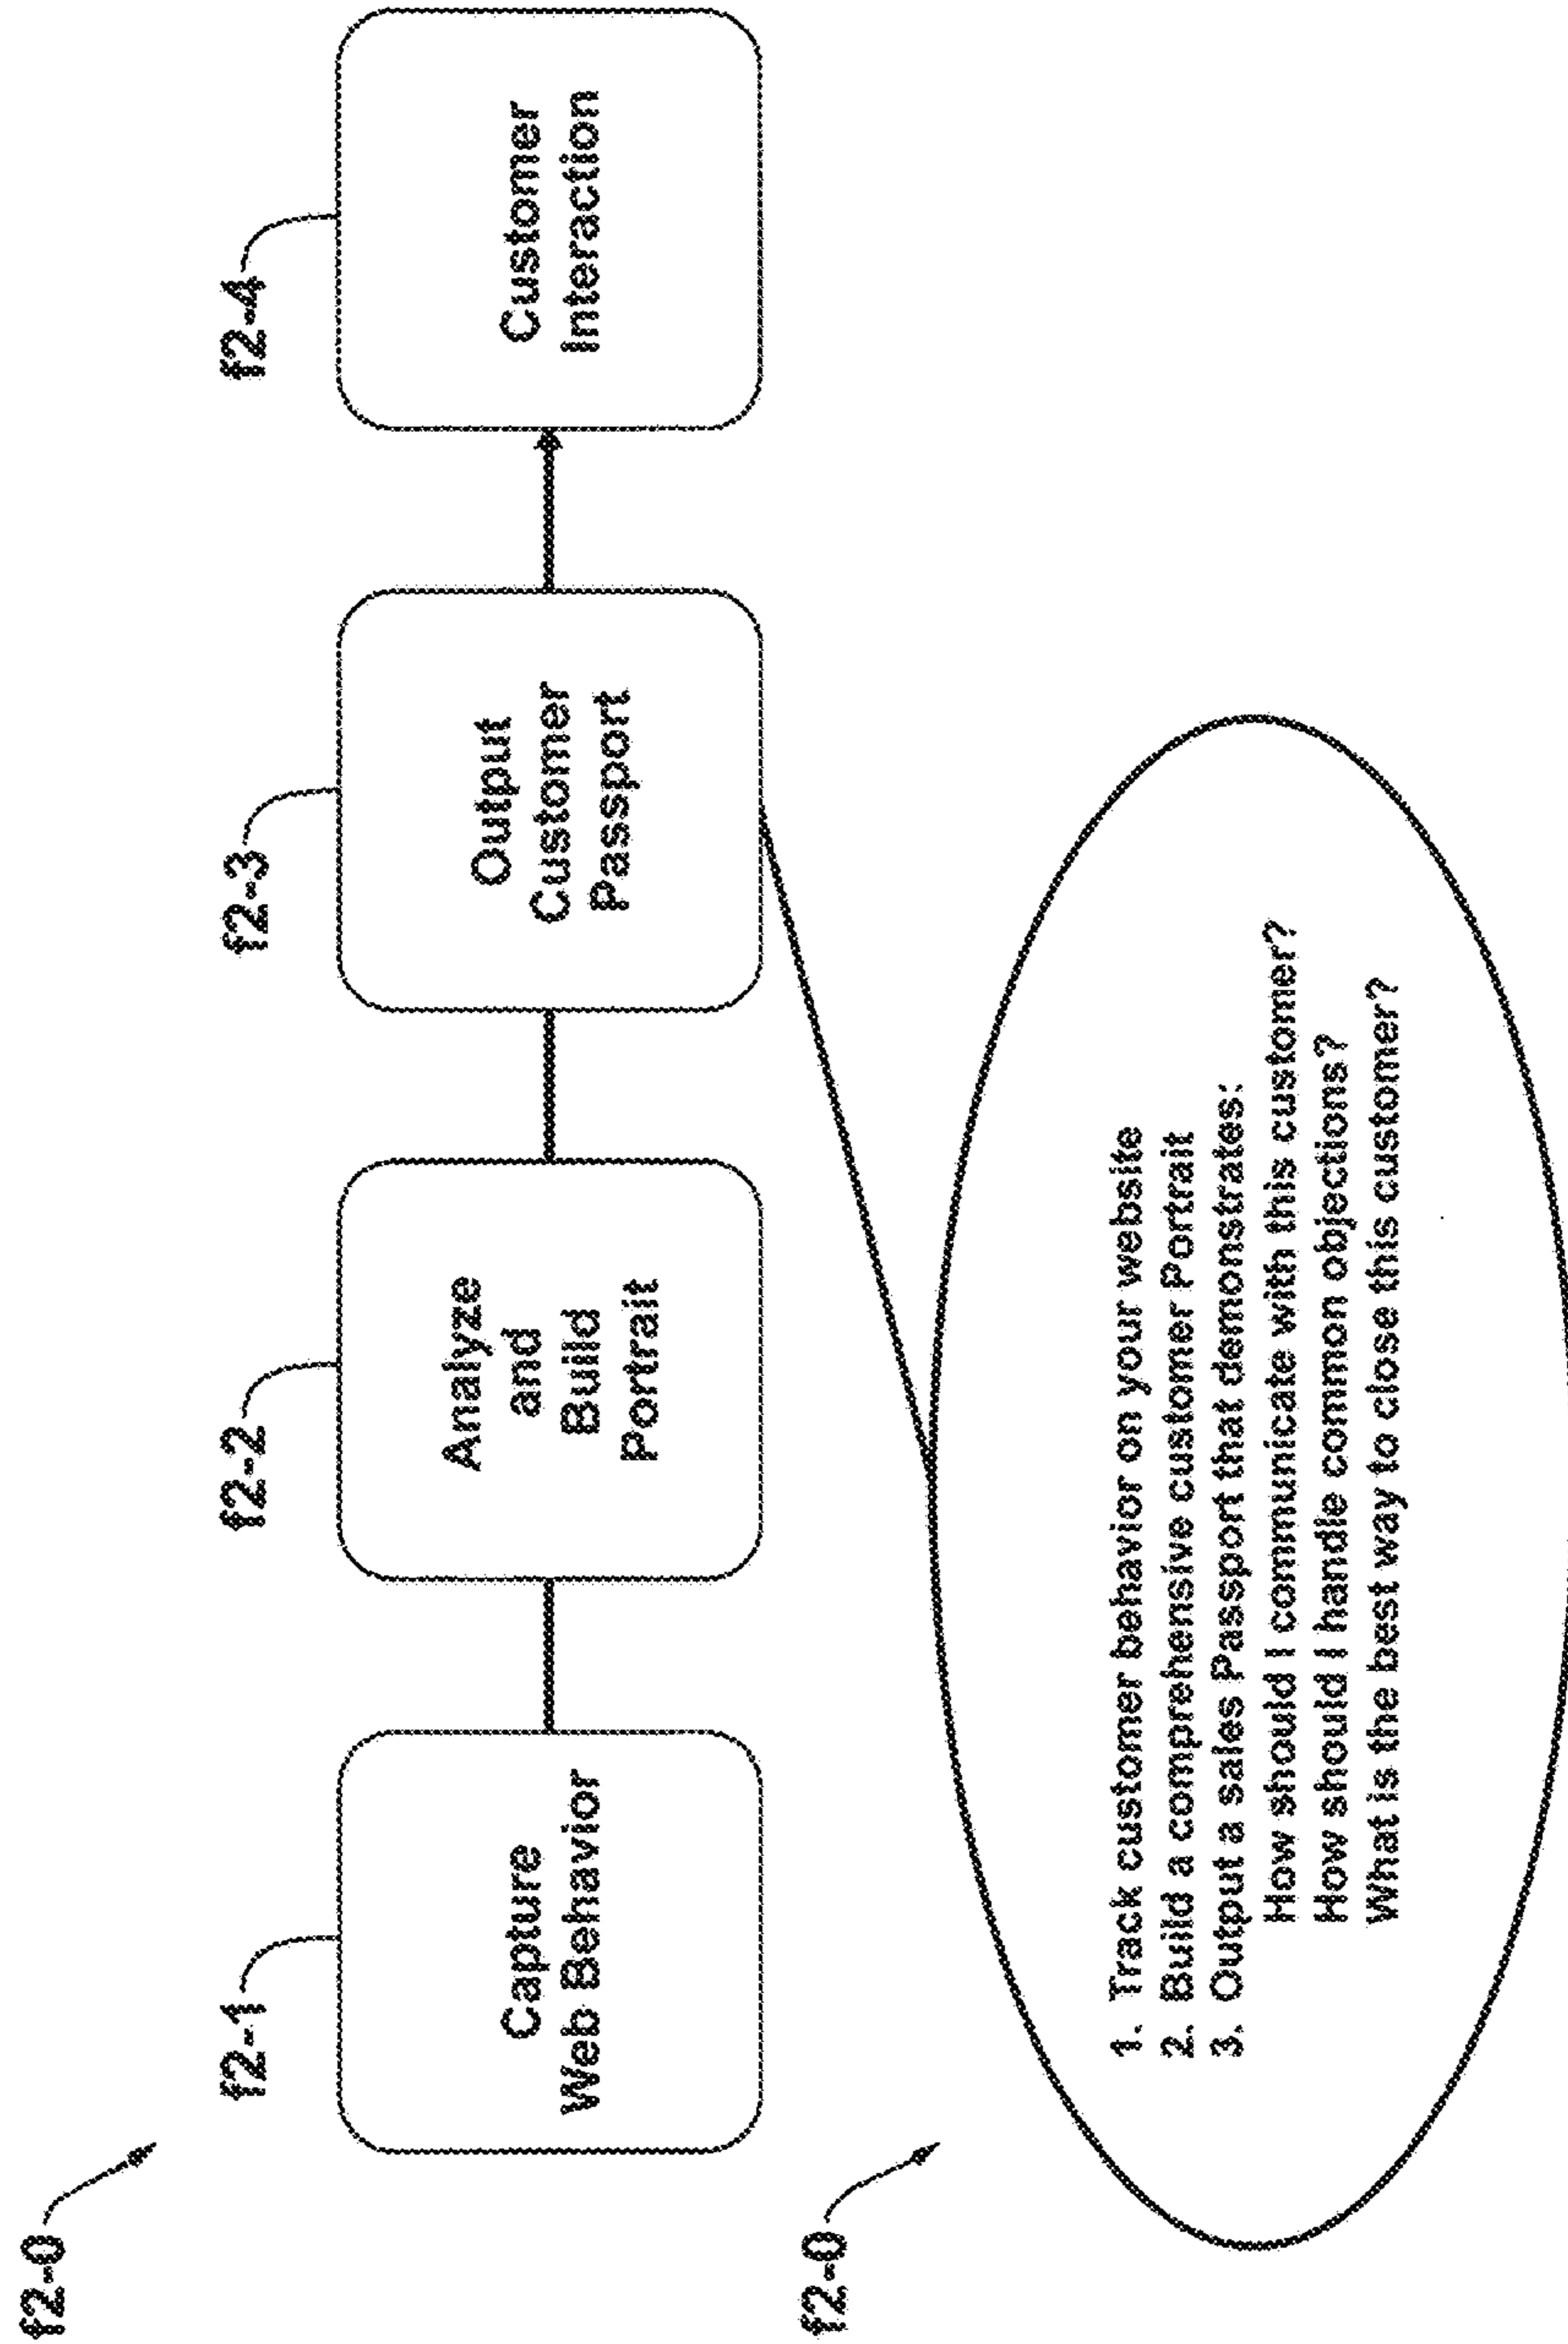 f2-0
f2-1
Capture
Web Behavior
f2-2
Analyze
and
Build
Portrait
f2-3
Output
Customer
Passport
f2-4
Customer
Interaction
f2-0
1. Track customer behavior on your website
2. Build a comprehensive customer Portrait
3. Output a sales Passport that demonstrates:
How should I communicate with this customer?
How should I handle common objections?
What is the best way to close this customer?